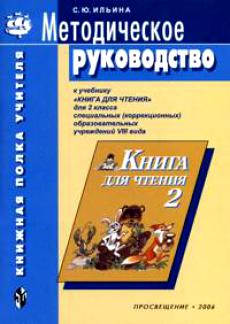 С. Ю. ИЛЬИНА
Методическое
руководство
к учебнику
«КНИГА ДЛЯ ЧТЕНИЯ»
для 2 класса
специальных (коррекционных)
образовательных
учреждений VIII вида
КНИГА
ДЛЯ ЧТЕНИЯ
2
КНИЖНАЯ ПОЛКА УЧИТЕЛЯ
ПРОСВЕЩЕНИЕ • 2006